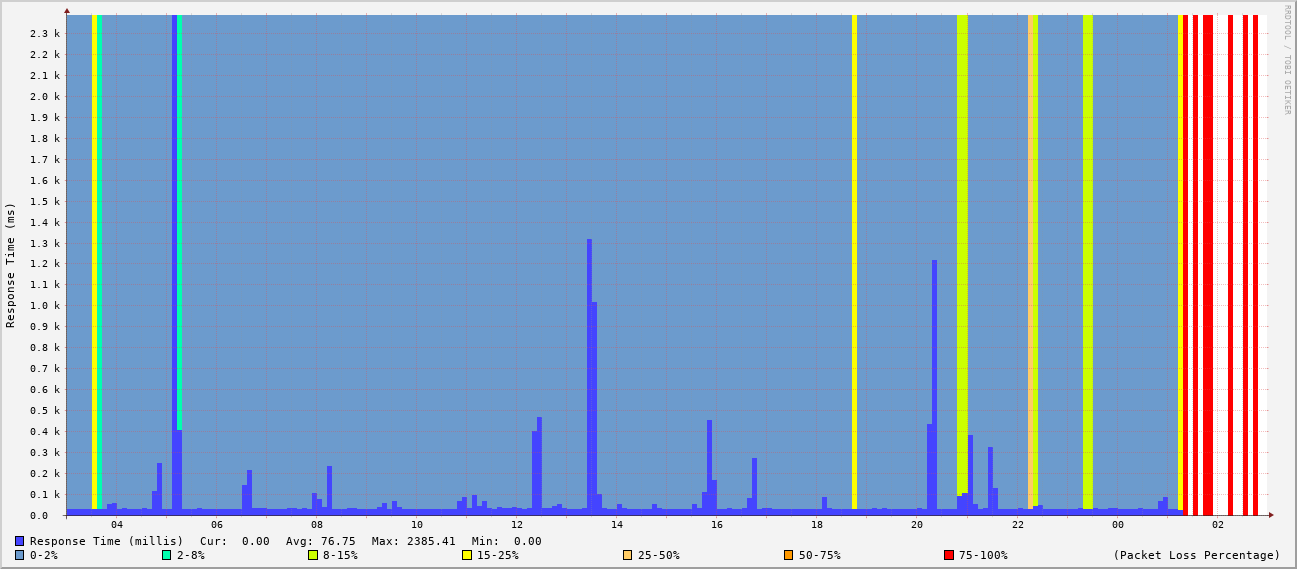 RRDTOOL / TOBI OETIKER
Response Time (ms)
2.3 k
2.2 k
2.1 k
2.0 k
1.9 k
1.8 k
1.7 k
1.6 k
1.5 k
1.4 k
1.3 k
1.2 k
1.1 k
1.0 k
0.9 k
0.8 k
0.7 k
0.6 k
0.5 k
0.4 k
0.3 k
0.2 k
0.1 k
0.0
04 06 08 10 12 14 16 18 20 22 00 02
Response Time (millis) Cur: 0.00 Avg: 76.75 Max: 2385.41 Min: 0.00
0-2% 2-8% 8-15% 15-25% 25-50% 50-75% 75-100% (Packet Loss Percentage)